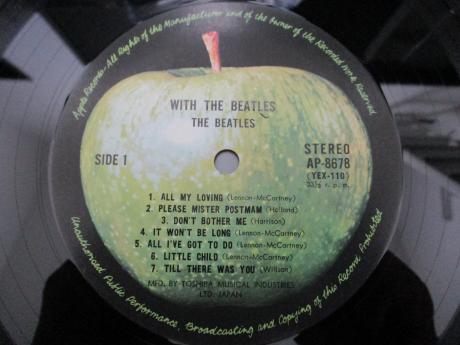 Apple Records-All Rights of the Manufacturer and of the Owner of the Recorded Work Reserved
WITH THE BEATLES
THE BEATLES
SIDE 1
STEREO
AP-8678
(YEX-110)
33⅓ r.p.m.
1. ALL MY LOVING (Lennon-McCartney)
2. PLEASE MISTER POSTMAM (Holland)
3. DON'T BOTHER ME (Harrison)
4. IT WON'T BE LONG (Lennon-McCartney)
5. ALL I'VE GOT TO DO (Lennon-McCartney)
6. LITTLE CHILD (Lennon-McCartney)
7. TILL THERE WAS YOU (Willson)
MFD. BY TOSHIBA MUSICAL INDUSTRIES
LTD. JAPAN
Unauthorised Public Performance, Broadcasting and Copying of this Record Prohibited